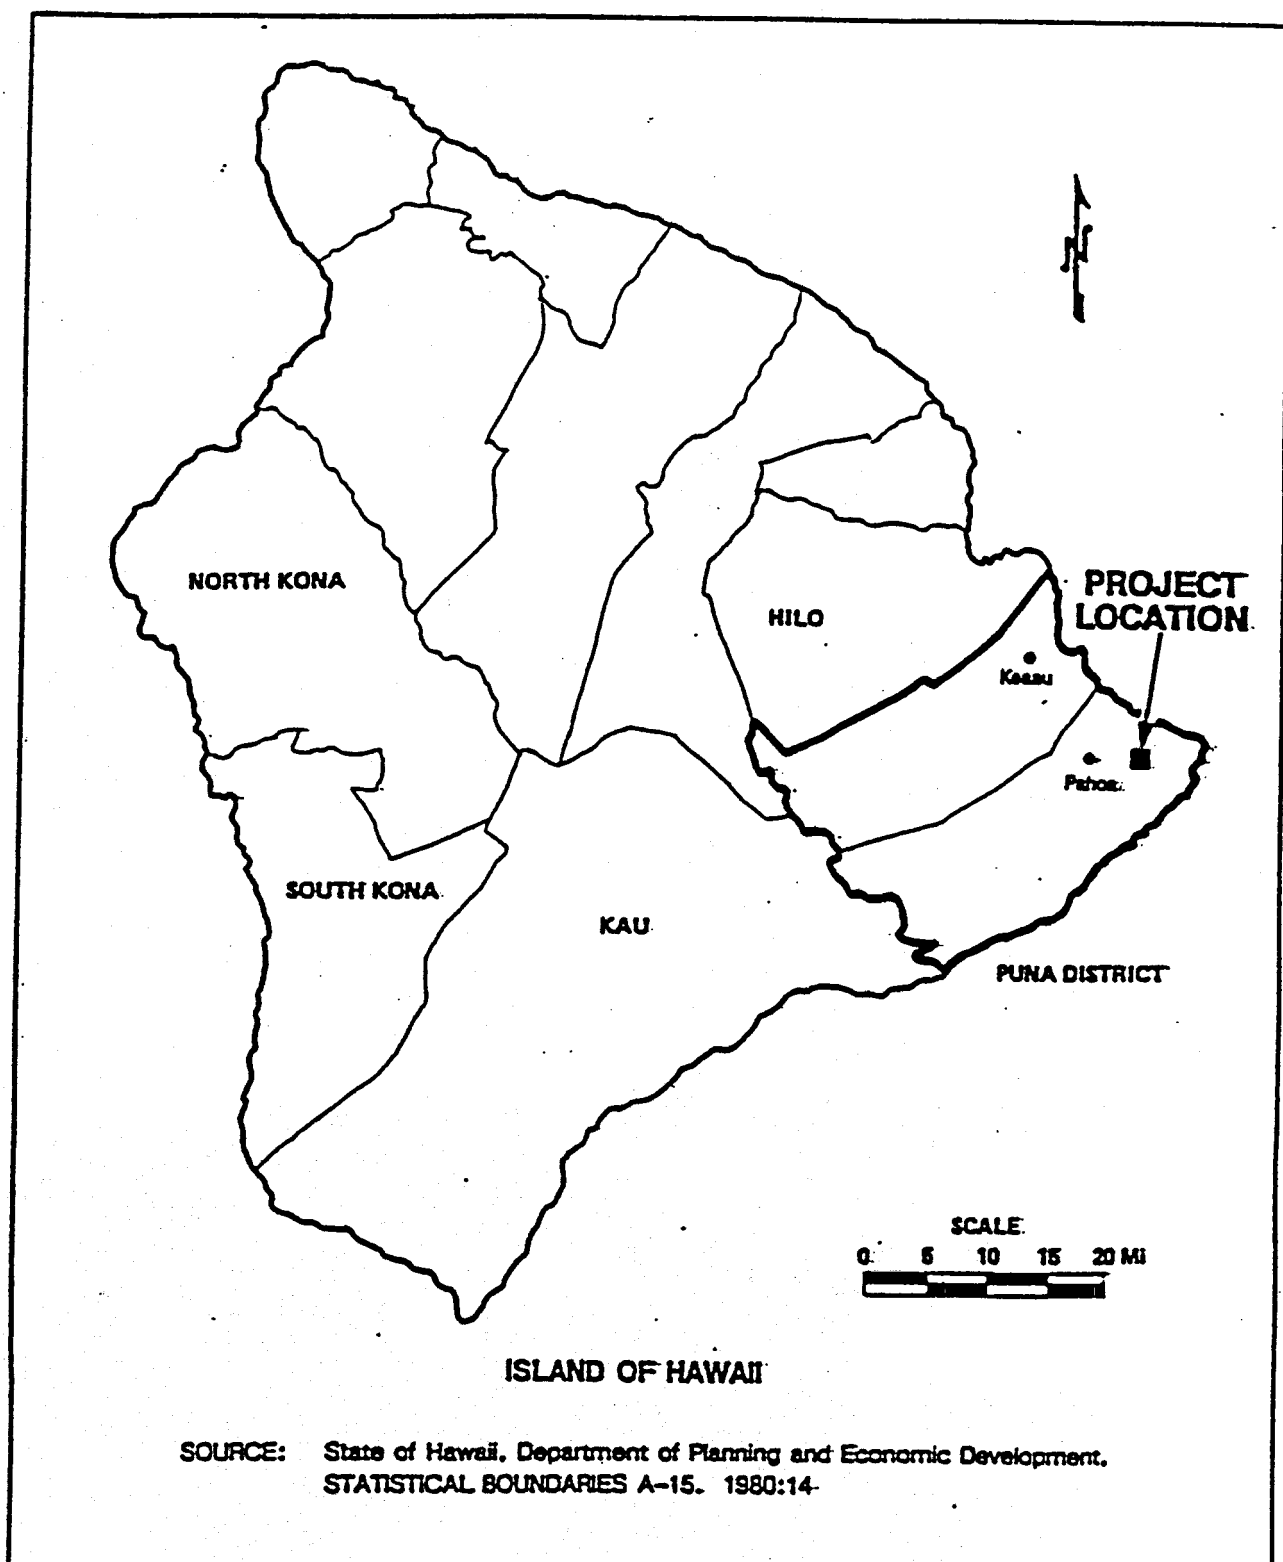 N
NORTH KONA
HILO
PROJECT
LOCATION
Keaau
Pahoa
SOUTH KONA
KAU
PUNA DISTRICT
SCALE
0 5 10 15 20 Mi
ISLAND OF HAWAII
SOURCE: State of Hawaii, Department of Planning and Economic Development.
STATISTICAL BOUNDARIES A-15. 1980:14